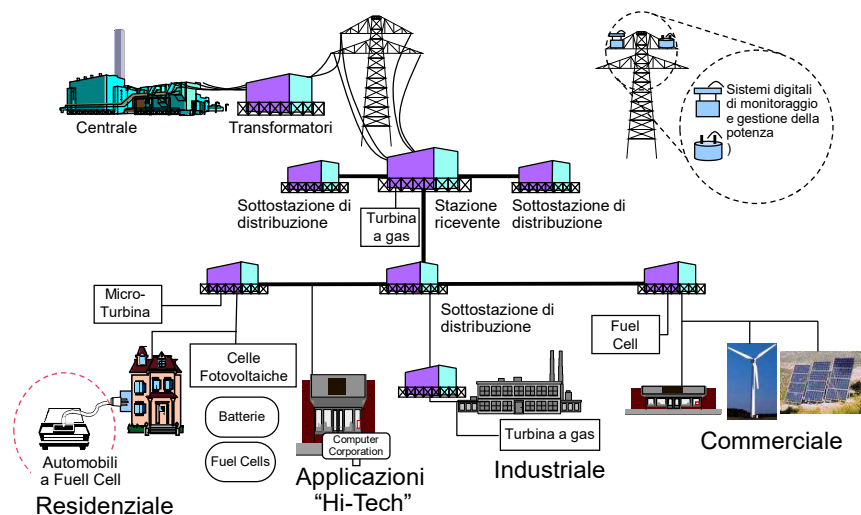 Centrale
Transformatori
Sistemi digitali
di monitoraggio
e gestione della
potenza
)
Sottostazione di
distribuzione
Turbina
a gas
Stazione
ricevente
Sottostazione di
distribuzione
Micro-
Turbina
Sottostazione di
distribuzione
Fuel
Cell
Celle
Fotovoltaiche
Batterie
Fuel Cells
Computer
Corporation
Turbina a gas
Automobili
a Fuell Cell
Residenziale
Applicazioni
“Hi-Tech”
Industriale
Commerciale